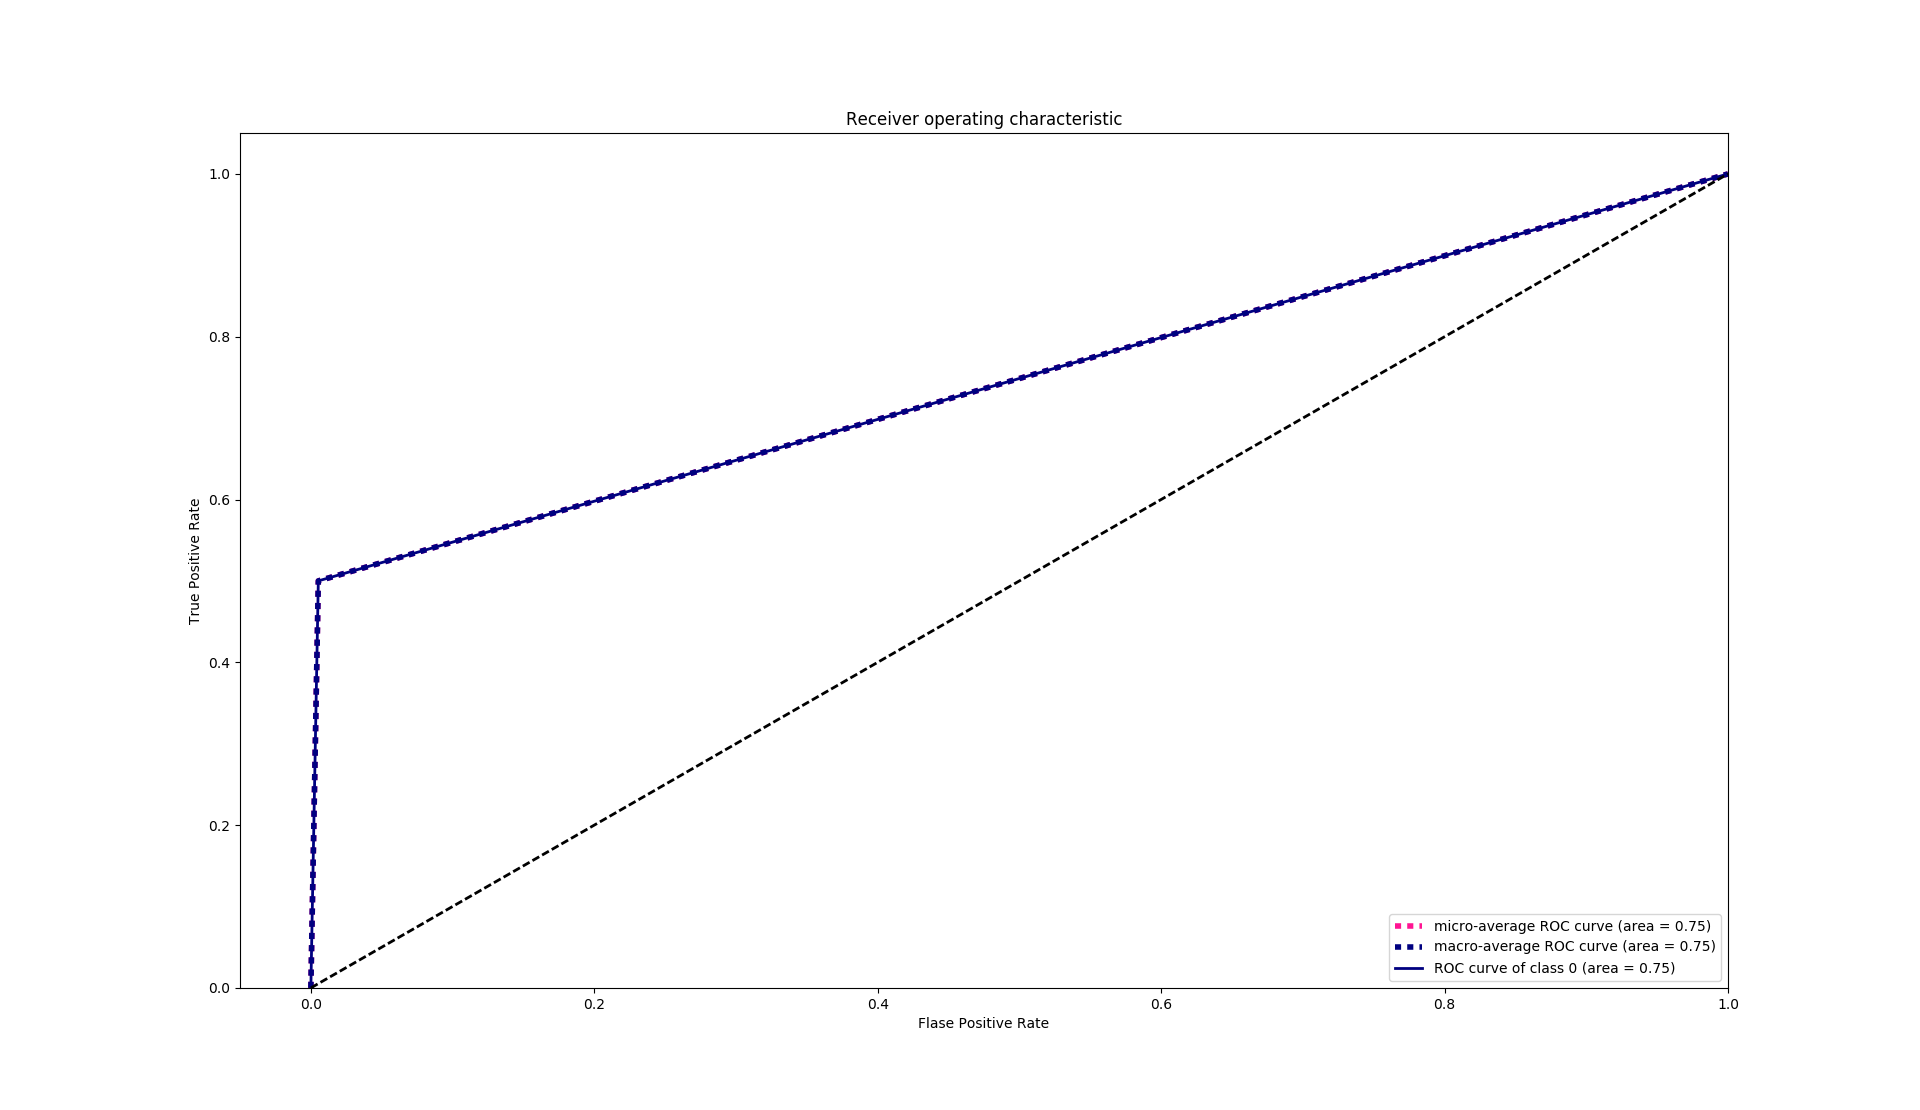 Receiver operating characteristic
1.0
0.8
0.6
0.4
0.2
0.0
True Positive Rate
0.0 0.2 0.4 0.6 0.8 1.0
Flase Positive Rate
micro-average ROC curve (area = 0.75)
macro-average ROC curve (area = 0.75)
ROC curve of class 0 (area = 0.75)